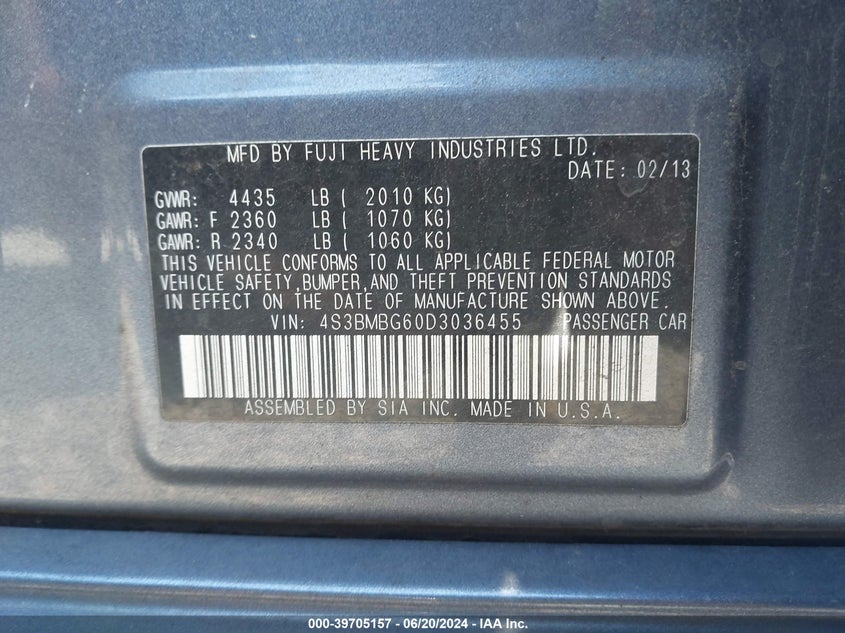 MFD BY FUJI HEAVY INDUSTRIES LTD.
DATE: 02/13
GVWR: 4435 LB ( 2010 KG)
GAWR: F 2360 LB ( 1070 KG)
GAWR: R 2340 LB ( 1060 KG)
THIS VEHICLE CONFORMS TO ALL APPLICABLE FEDERAL MOTOR
VEHICLE SAFETY,BUMPER,AND THEFT PREVENTION STANDARDS
IN EFFECT ON THE DATE OF MANUFACTURE SHOWN ABOVE.
VIN: 4S3BMBG60D3036455 PASSENGER CAR
ASSEMBLED BY SIA INC. MADE IN U.S.A.
000-39705157 - 06/20/2024 - IAA Inc.